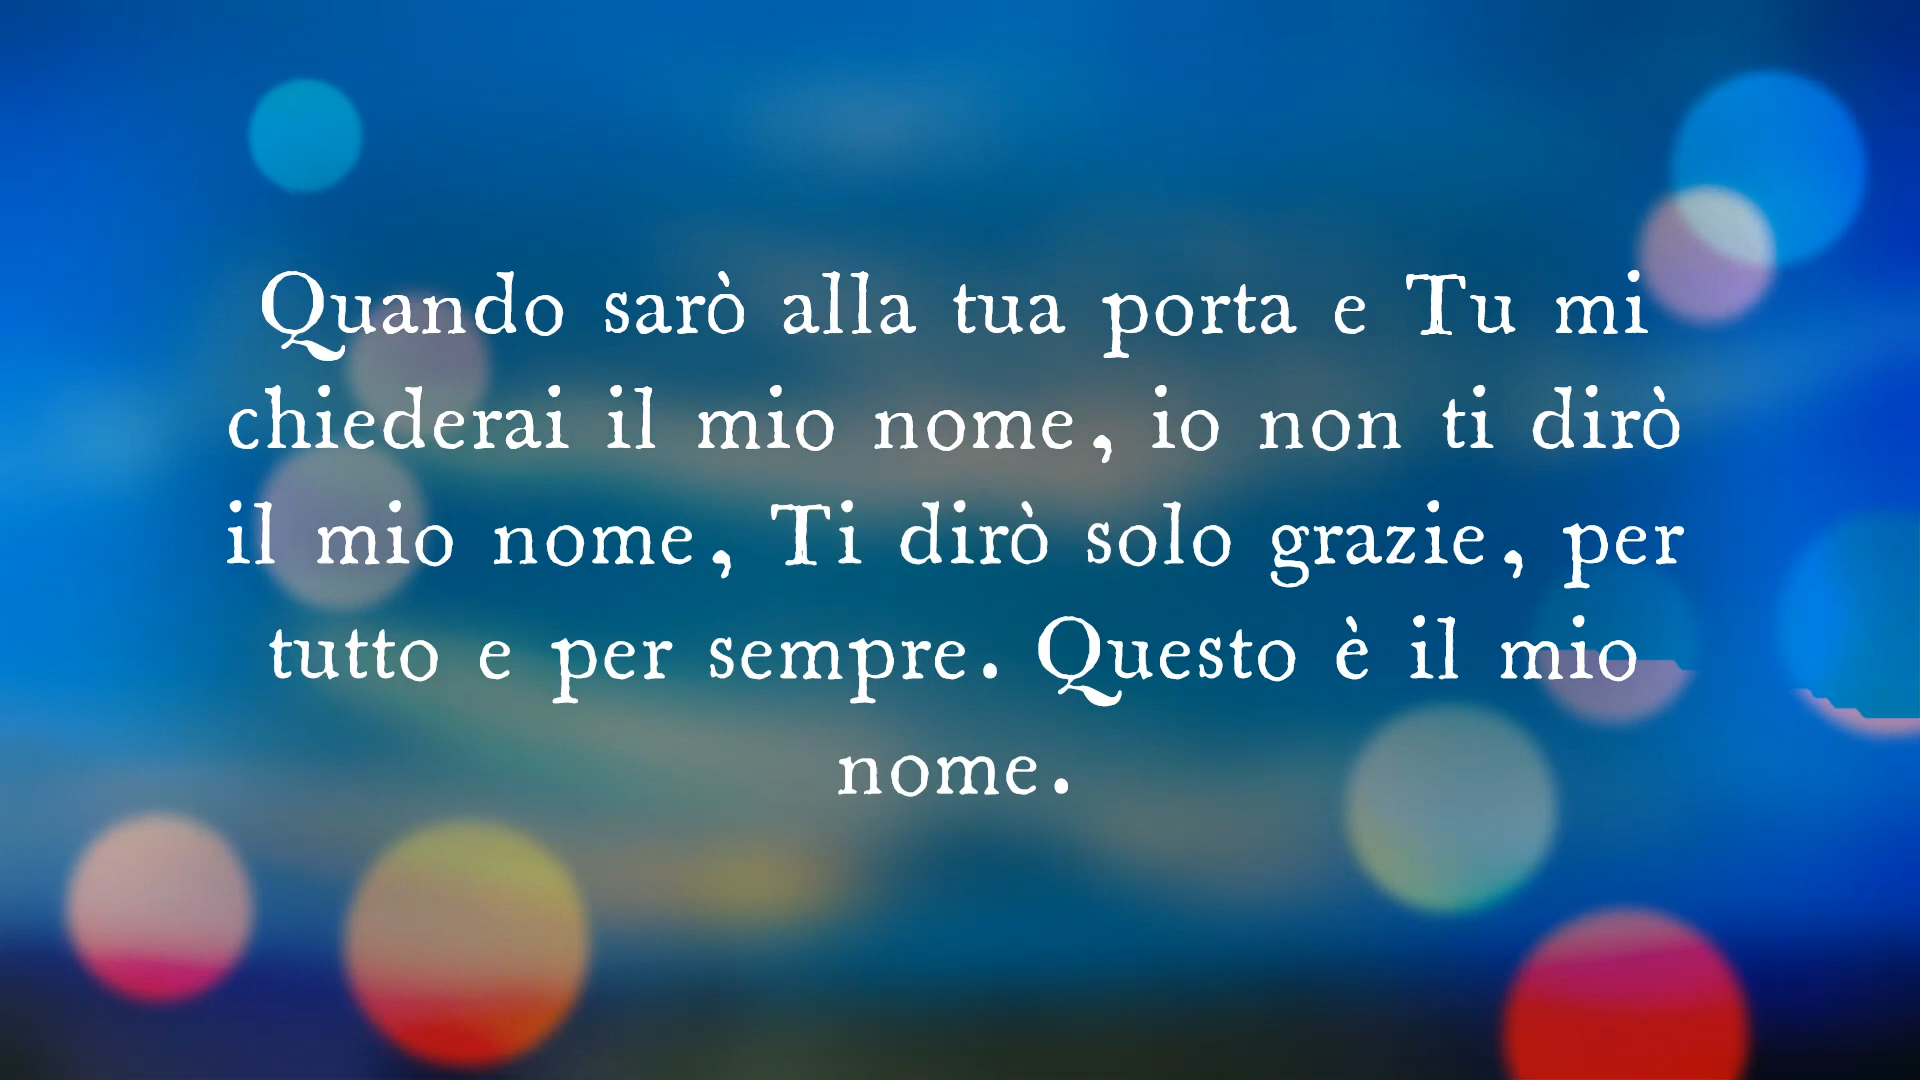 Quando sarò alla tua porta e Tu mi
chiederai il mio nome, io non ti dirò
il mio nome, Ti dirò solo grazie, per
tutto e per sempre. Questo è il mio
nome.